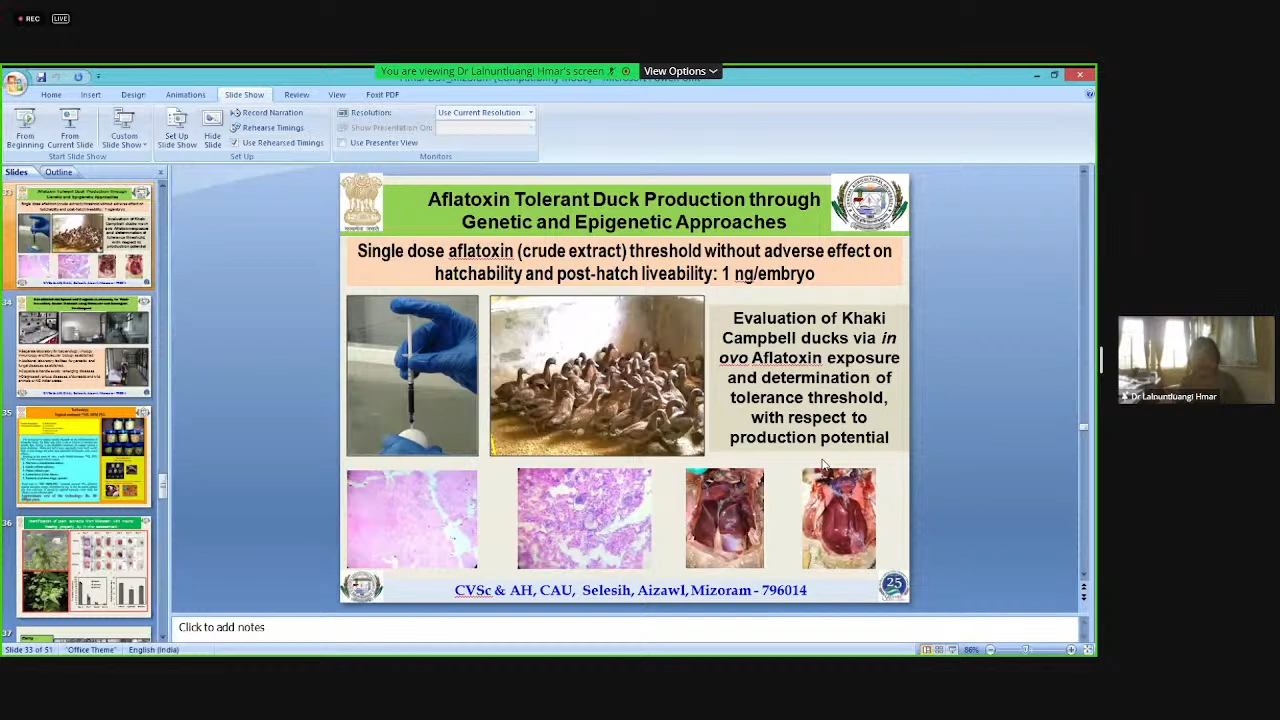 REC
LIVE
You are viewing Dr Lalnuntluangi Hmar's screen
View Options
Home
Insert
Design
Animations
Slide Show
Review
View
Foxit PDF
From Beginning
From Current Slide
Custom Slide Show
Start Slide Show
Set Up Slide Show
Hide Slide
Record Narration
Rehearse Timings
Use Rehearsed Timings
Set Up
Resolution:
Use Current Resolution
Show Presentation On:
Use Presenter View
Monitors
Slides
Outline
33
34
35
36
37
Aflatoxin Tolerant Duck Production through
Genetic and Epigenetic Approaches
Single dose aflatoxin (crude extract) threshold without adverse effect on
hatchability and post-hatch liveability: 1 ng/embryo
Evaluation of Khaki
Campbell ducks via in
ovo Aflatoxin exposure
and determination of
tolerance threshold,
with respect to
production potential
CVSc & AH, CAU, Selesih, Aizawl, Mizoram - 796014
25
Dr Lalnuntluangi Hmar
Click to add notes
Slide 33 of 51
"Office Theme"
English (India)
86%